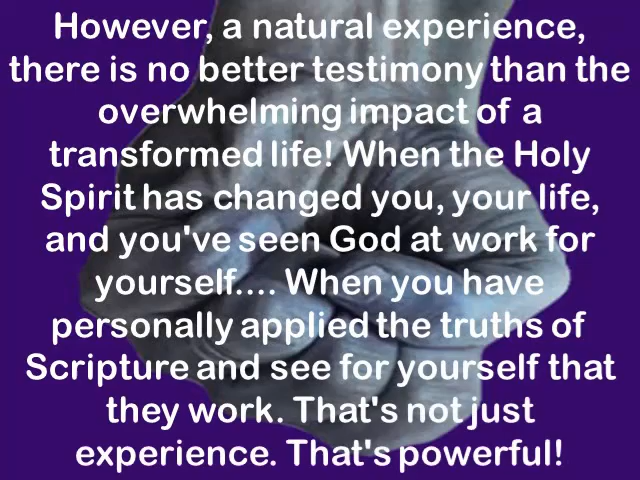 However, a natural experience,
there is no better testimony than the
overwhelming impact of a
transformed life! When the Holy
Spirit has changed you, your life,
and you've seen God at work for
yourself.... When you have
personally applied the truths of
Scripture and see for yourself that
they work. That's not just
experience. That's powerful!